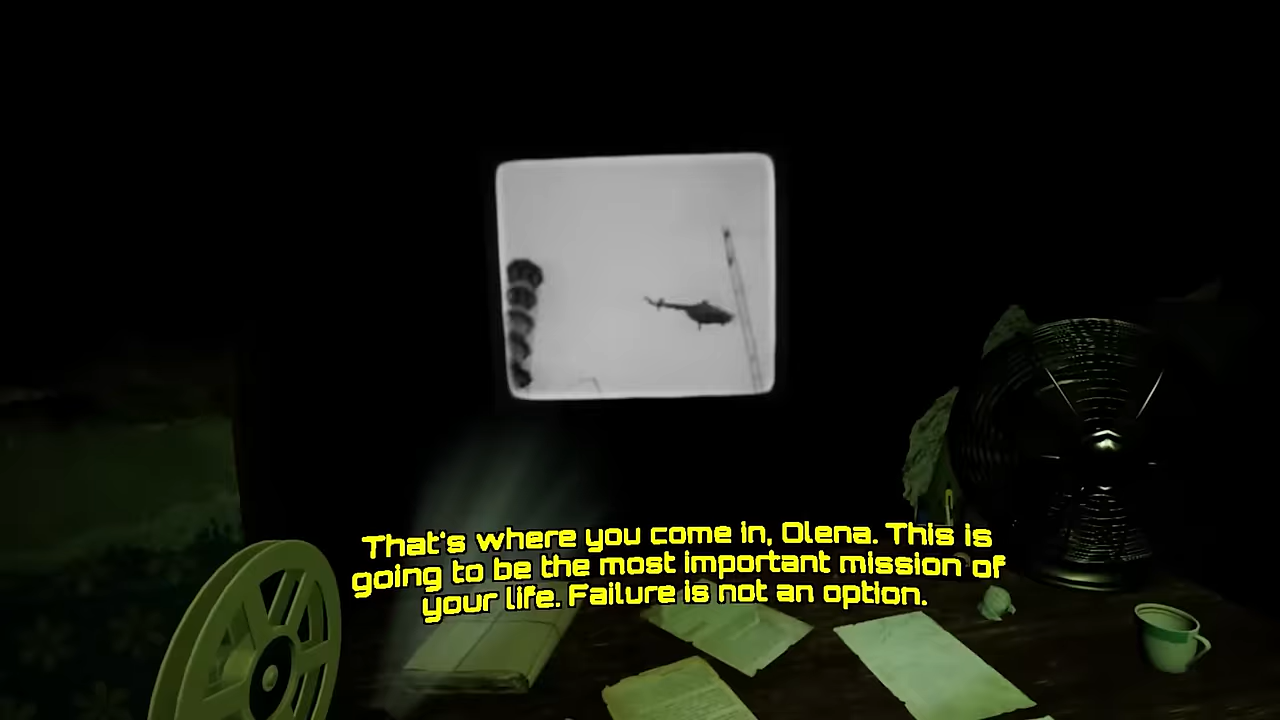 That's where you come in, Olena. This is
going to be the most important mission of
your life. Failure is not an option.